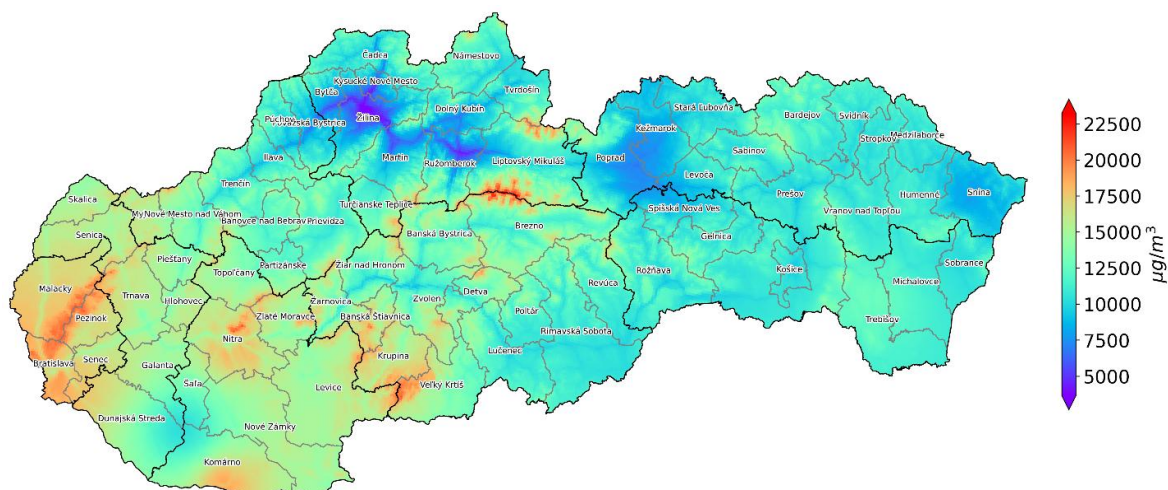 Čadca
Námestovo
Kysucké Nové Mesto
Tvrdošín
Bytča
Dolný Kubín
Žilina
Púchov
Považská Bystrica
Stará Ľubovňa
Bardejov
Svidník
Kežmarok
Stropkov
Medzilaborce
Ilava
Martin
Ružomberok
Liptovský Mikuláš
Poprad
Sabinov
Levoča
Trenčín
Prešov
Humenné
Snina
Skalica
Turčianske Teplice
Spišská Nová Ves
Vranov nad Topľou
Nové Mesto nad Váhom
Prievidza
Banská Bystrica
Brezno
Senica
Gelnica
Piešťany
Partizánske
Žiar nad Hronom
Sobrance
Topoľčany
Rožňava
Košice
Malacky
Trnava
Hlohovec
Žarnovica
Zvolen
Detva
Revúca
Michalovce
Pezinok
Zlaté Moravce
Banská Štiavnica
Poltár
Trebišov
Nitra
Rimavská Sobota
Bratislava
Senec
Galanta
Krupina
Lučenec
Šaľa
Levice
Veľký Krtíš
Dunajská Streda
Nové Zámky
Komárno
22500
20000
17500
15000
12500
10000
7500
5000
μg/m³